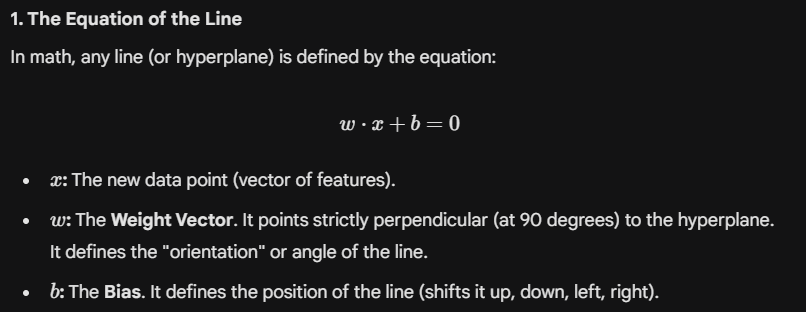 1. The Equation of the Line
In math, any line (or hyperplane) is defined by the equation:
w · x + b = 0
• x: The new data point (vector of features).
• w: The Weight Vector. It points strictly perpendicular (at 90 degrees) to the hyperplane.
It defines the "orientation" or angle of the line.
• b: The Bias. It defines the position of the line (shifts it up, down, left, right).